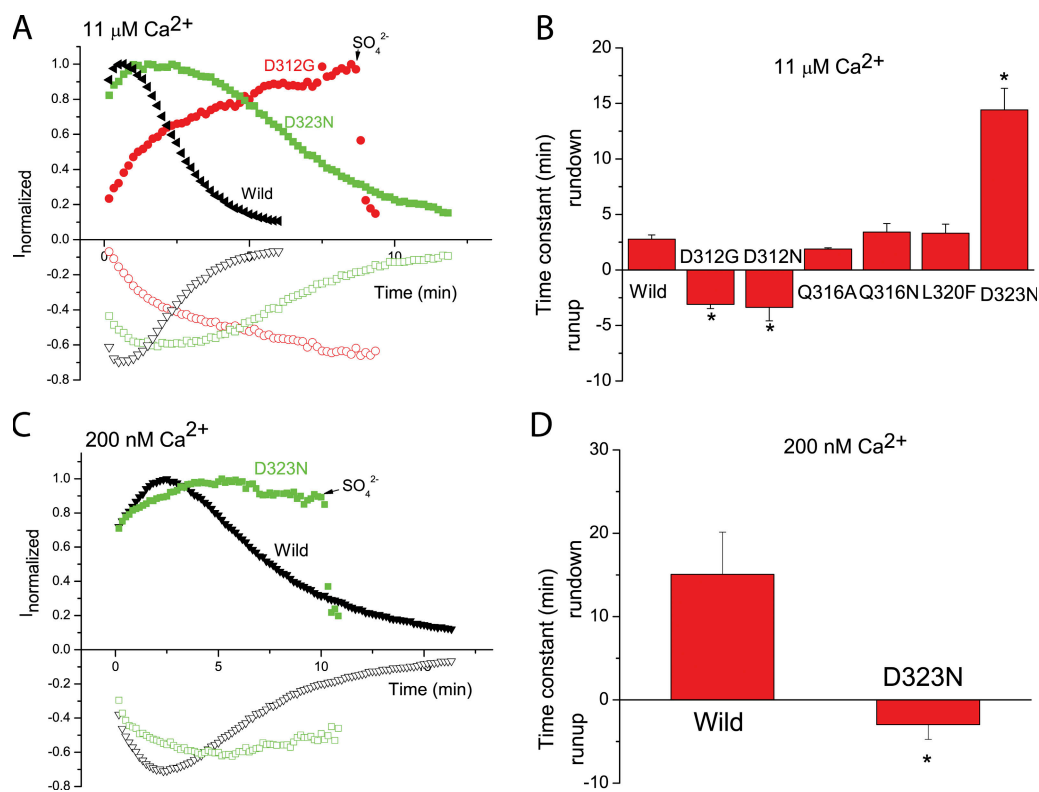 A
11 μM Ca2+
SO42-
D312G
D323N
Wild
Inormalized
1.0
0.8
0.6
0.4
0.2
0.0
-0.2
-0.4
-0.6
-0.8
0
10
Time (min)
B
11 μM Ca2+
Time constant (min)
rundown
runup
20
15
10
5
0
-5
-10
*
D312G D312N
Wild
Q316A
Q316N
L320F
D323N
*
*
C
200 nM Ca2+
D323N
SO42-
Wild
Inormalized
1.0
0.8
0.6
0.4
0.2
0.0
-0.2
-0.4
-0.6
-0.8
0
5
10
Time (min)
D
200 nM Ca2+
Time constant (min)
rundown
runup
30
20
10
0
-10
D323N
Wild
*